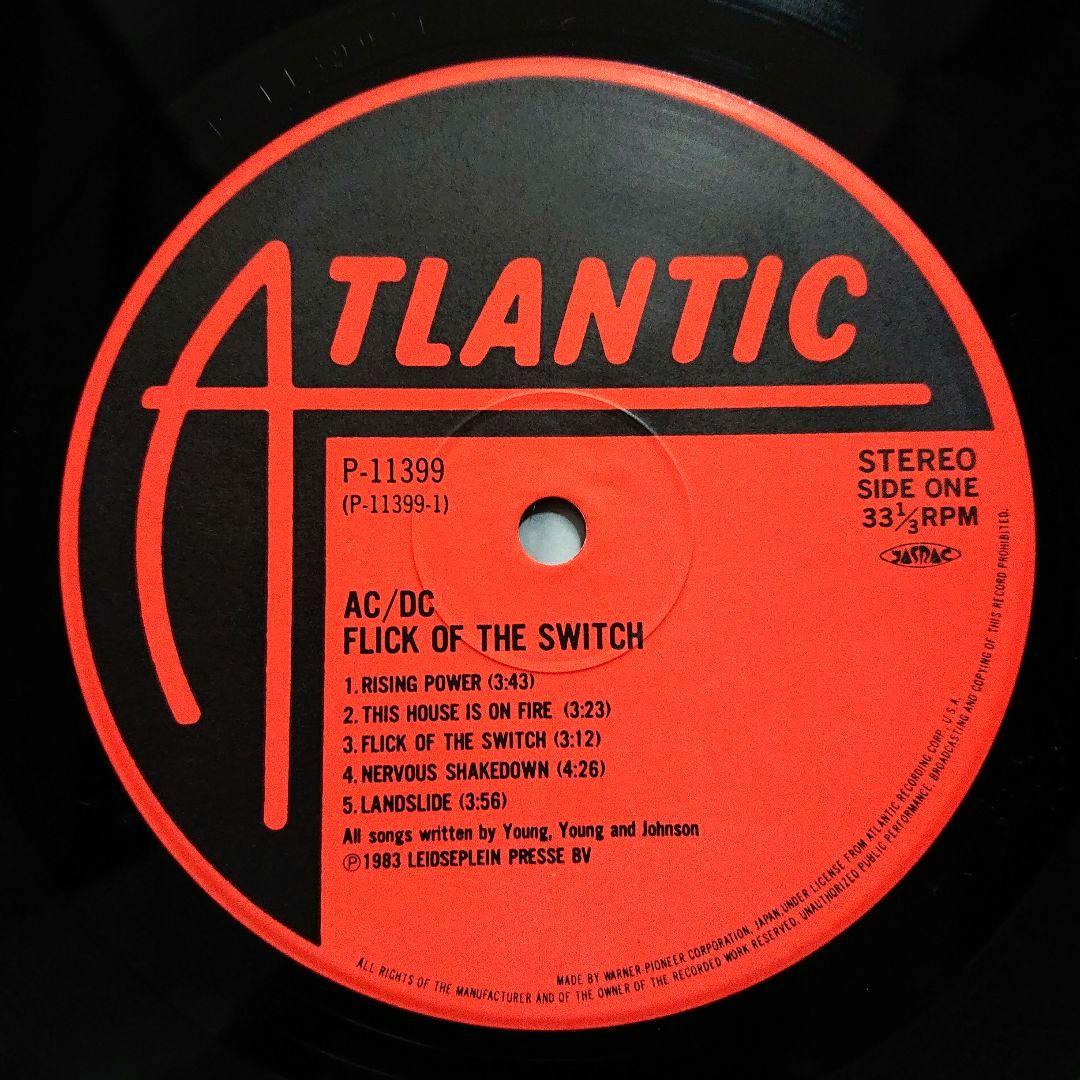 ATLANTIC
P-11399
(P-11399-1)
STEREO
SIDE ONE
33⅓RPM
JASRAC
AC/DC
FLICK OF THE SWITCH
1. RISING POWER (3:43)
2. THIS HOUSE IS ON FIRE (3:23)
3. FLICK OF THE SWITCH (3:12)
4. NERVOUS SHAKEDOWN (4:26)
5. LANDSLIDE (3:56)
All songs written by Young, Young and Johnson
Ⓟ1983 LEIDSEPLEIN PRESSE BV
MADE BY WARNER-PIONEER CORPORATION, JAPAN, UNDER LICENSE FROM ATLANTIC RECORDING CORP., U.S.A.
ALL RIGHTS OF THE MANUFACTURER AND OF THE OWNER OF THE RECORDED WORK RESERVED. UNAUTHORIZED PUBLIC PERFORMANCE, BROADCASTING AND COPYING OF THIS RECORD PROHIBITED.